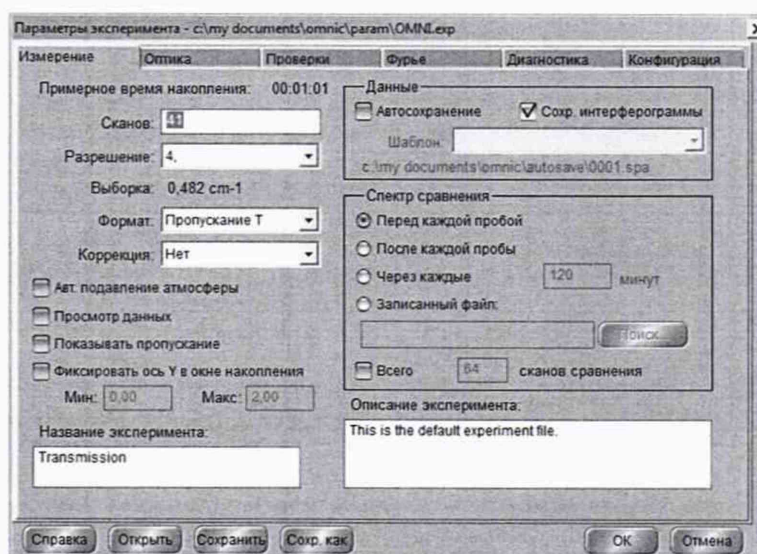 Параметры эксперимента - c:\my documents\omnic\param\OMNI.exp
Измерение Оптика Проверки Фурье Диагностика Конфигурация
Примерное время накопления: 00:01:01
Сканов:
Разрешение: 4.
Выборка: 0,482 cm-1
Формат: Пропускание T
Коррекция: Нет
Авт. подавление атмосферы
Просмотр данных
Показывать пропускание
Фиксировать ось Y в окне накопления
Мин: 0,00 Макс: 2,00
Название эксперимента:
Transmission
Данные
Автосохранение Сохр. интерферограммы
Шаблон:
c:\my documents\omnic\autosave\0001.spa
Спектр сравнения
Перед каждой пробой
После каждой пробы
Через каждые 120 минут
Записанный файл:
Поиск...
Всего 64 сканов сравнения
Описание эксперимента:
This is the default experiment file.
Справка Открыть Сохранить Сохр. как OK Отмена